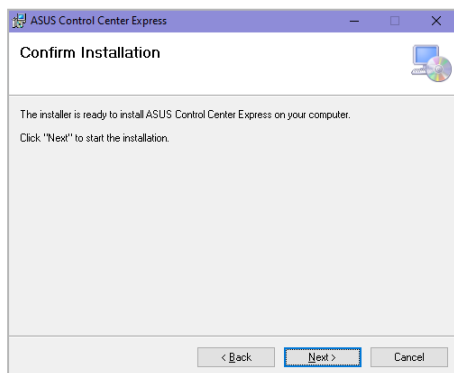 ASUS Control Center Express
Confirm Installation
The installer is ready to install ASUS Control Center Express on your computer.
Click "Next" to start the installation.
< Back
Next >
Cancel